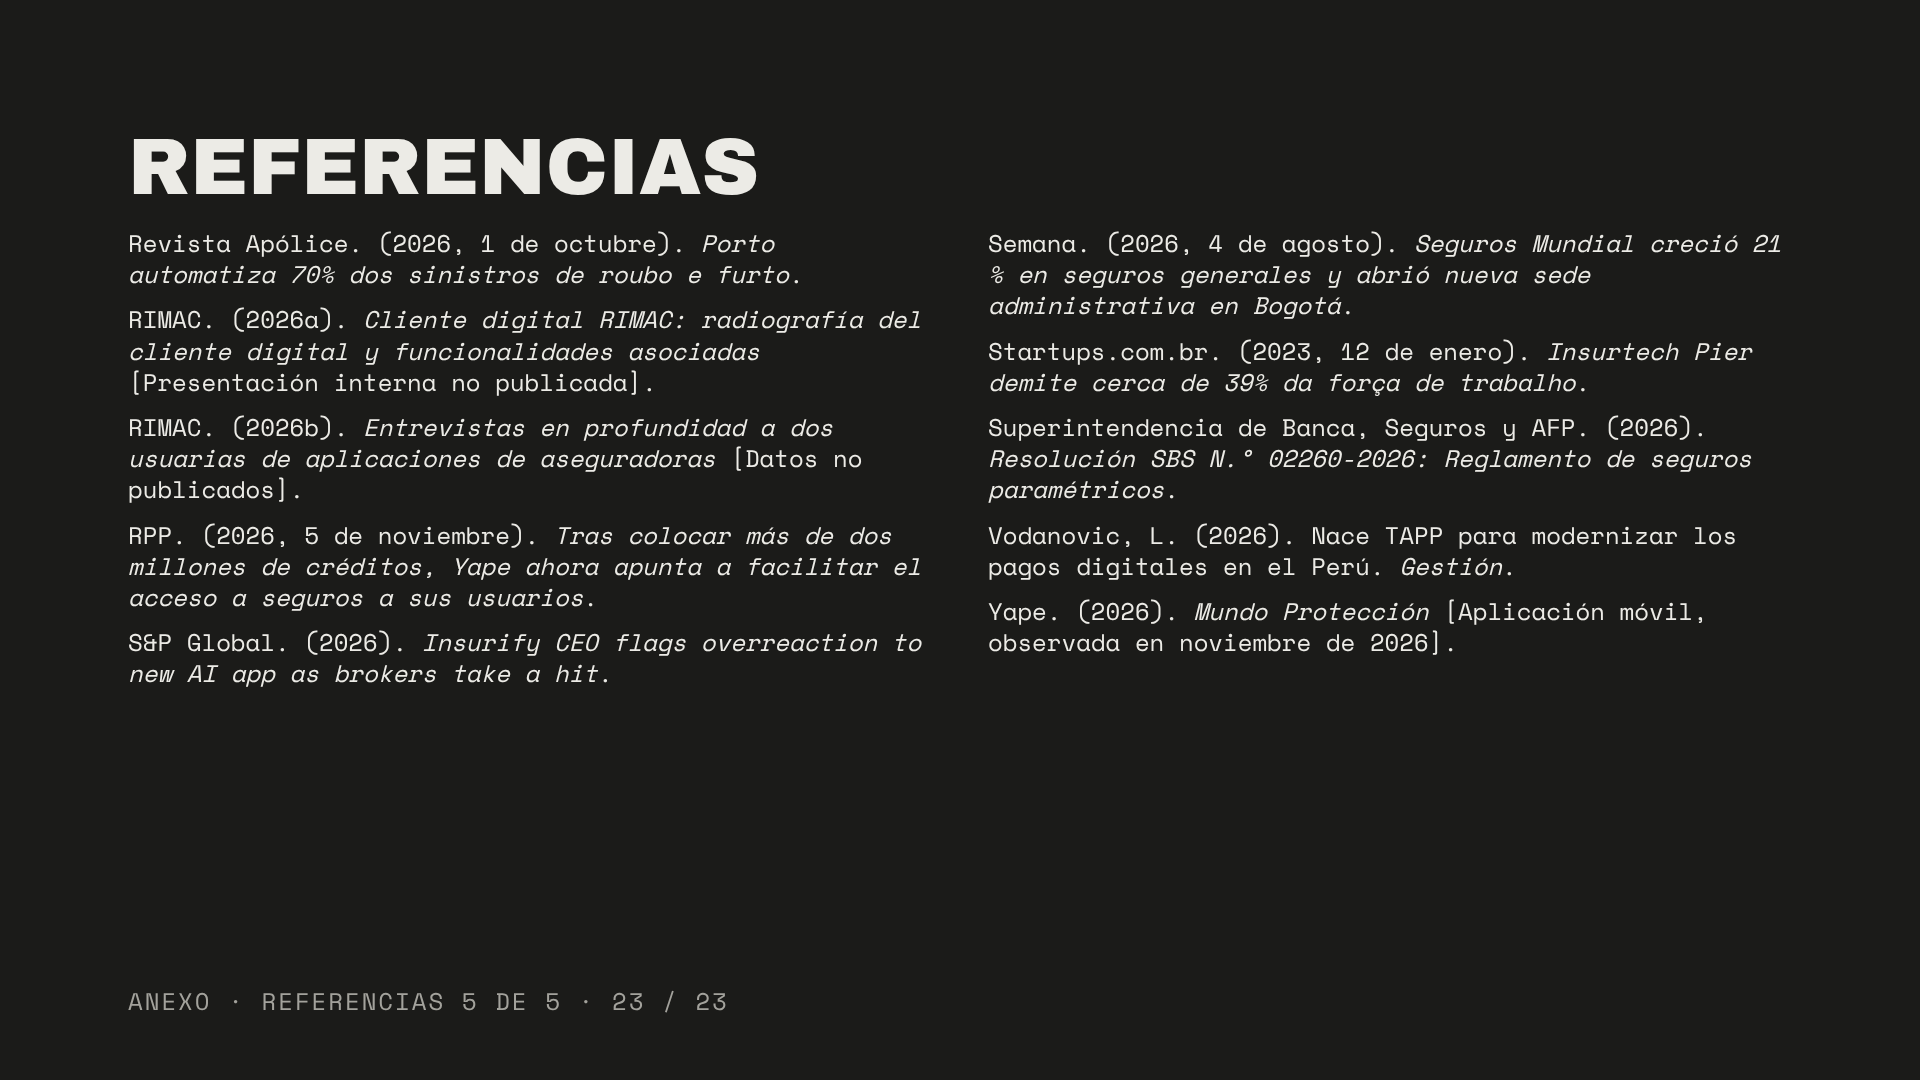 REFERENCIAS
Revista Apólice. (2026, 1 de octubre). Porto
automatiza 70% dos sinistros de roubo e furto.
RIMAC. (2026a). Cliente digital RIMAC: radiografía del
cliente digital y funcionalidades asociadas
[Presentación interna no publicada].
RIMAC. (2026b). Entrevistas en profundidad a dos
usuarias de aplicaciones de aseguradoras [Datos no
publicados].
RPP. (2026, 5 de noviembre). Tras colocar más de dos
millones de créditos, Yape ahora apunta a facilitar el
acceso a seguros a sus usuarios.
S&P Global. (2026). Insurify CEO flags overreaction to
new AI app as brokers take a hit.
Semana. (2026, 4 de agosto). Seguros Mundial creció 21
% en seguros generales y abrió nueva sede
administrativa en Bogotá.
Startups.com.br. (2023, 12 de enero). Insurtech Pier
demite cerca de 39% da força de trabalho.
Superintendencia de Banca, Seguros y AFP. (2026).
Resolución SBS N.° 02260-2026: Reglamento de seguros
paramétricos.
Vodanovic, L. (2026). Nace TAPP para modernizar los
pagos digitales en el Perú. Gestión.
Yape. (2026). Mundo Protección [Aplicación móvil,
observada en noviembre de 2026].
ANEXO · REFERENCIAS 5 DE 5 · 23 / 23